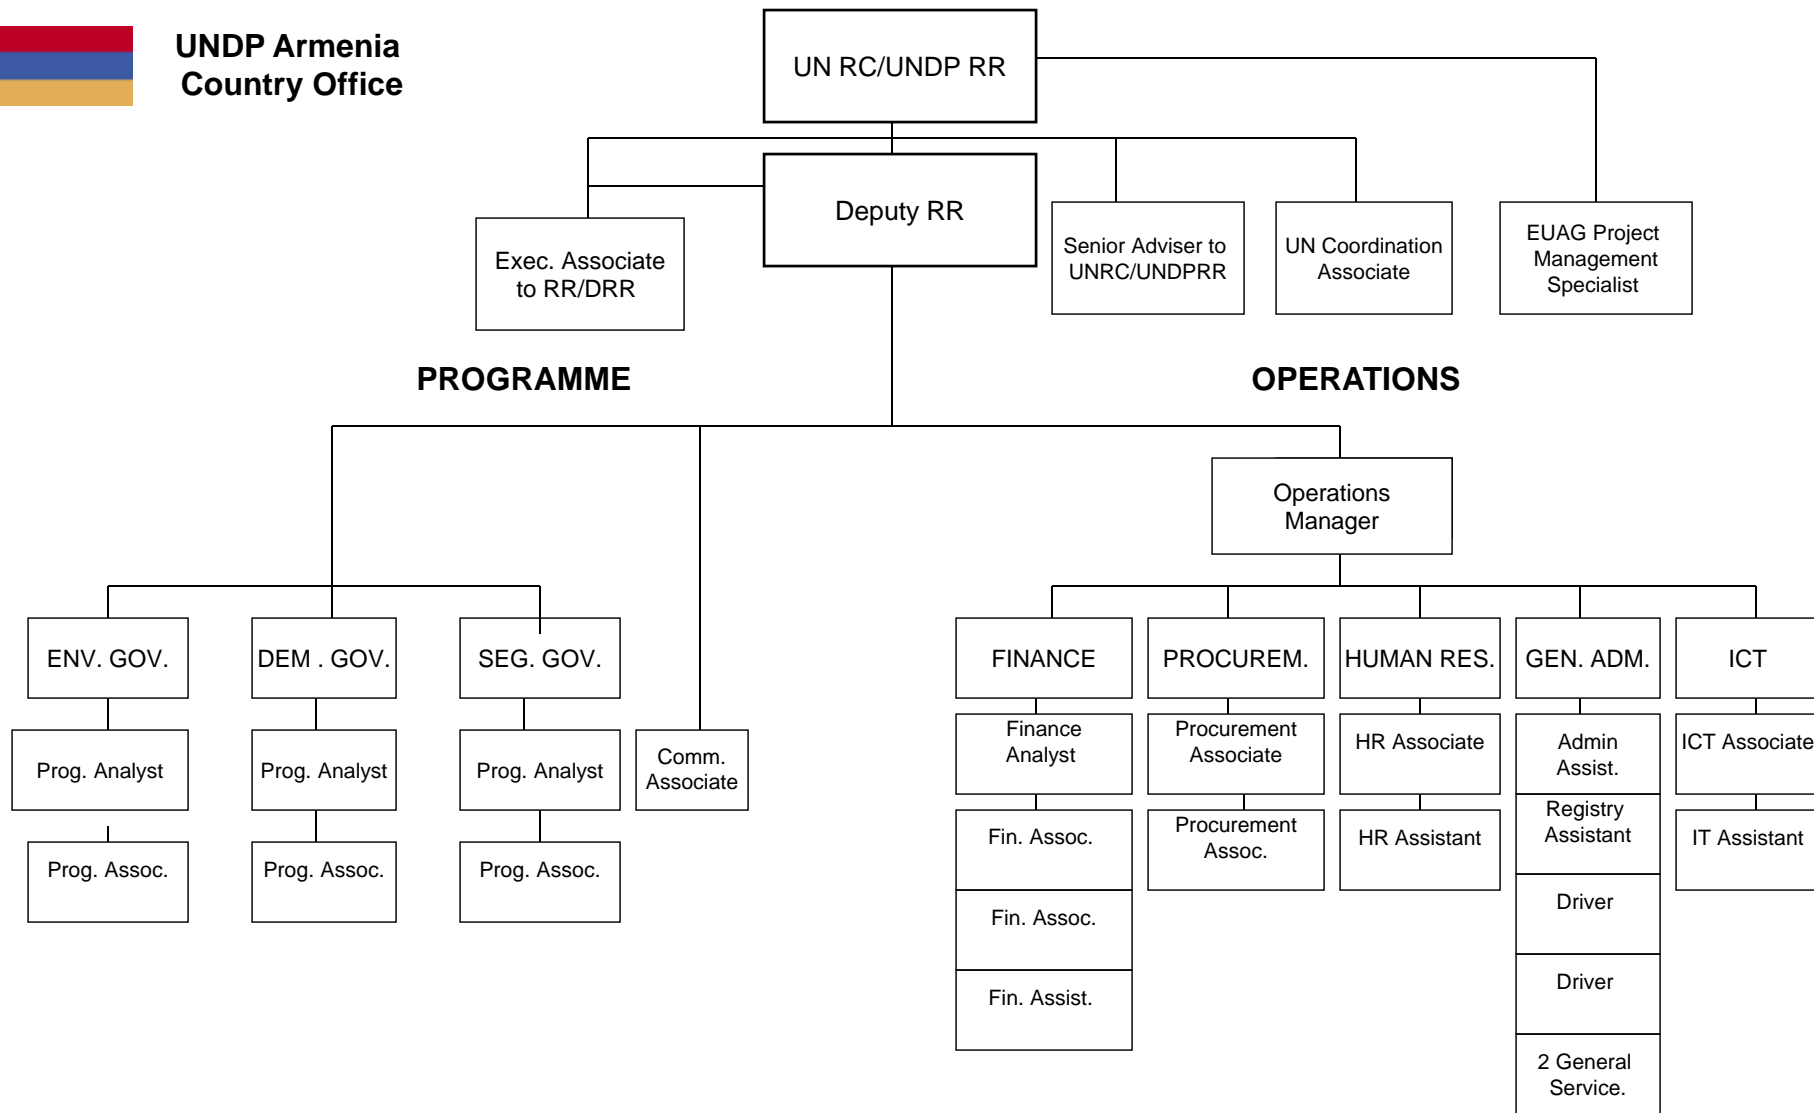 UNDP Armenia
Country Office
UN RC/UNDP RR
Deputy RR
Exec. Associate
to RR/DRR
Senior Adviser to
UNRC/UNDPRR
UN Coordination
Associate
EUAG Project
Management
Specialist
PROGRAMME
OPERATIONS
Operations
Manager
ENV. GOV.
DEM . GOV.
SEG. GOV.
FINANCE
PROCUREM.
HUMAN RES.
GEN. ADM.
ICT
Prog. Analyst
Prog. Analyst
Prog. Analyst
Comm.
Associate
Finance
Analyst
Procurement
Associate
HR Associate
Admin
Assist.
ICT Associate
Prog. Assoc.
Prog. Assoc.
Prog. Assoc.
Fin. Assoc.
Procurement
Assoc.
HR Assistant
Registry
Assistant
IT Assistant
Fin. Assoc.
Driver
Fin. Assist.
Driver
2 General
Service.